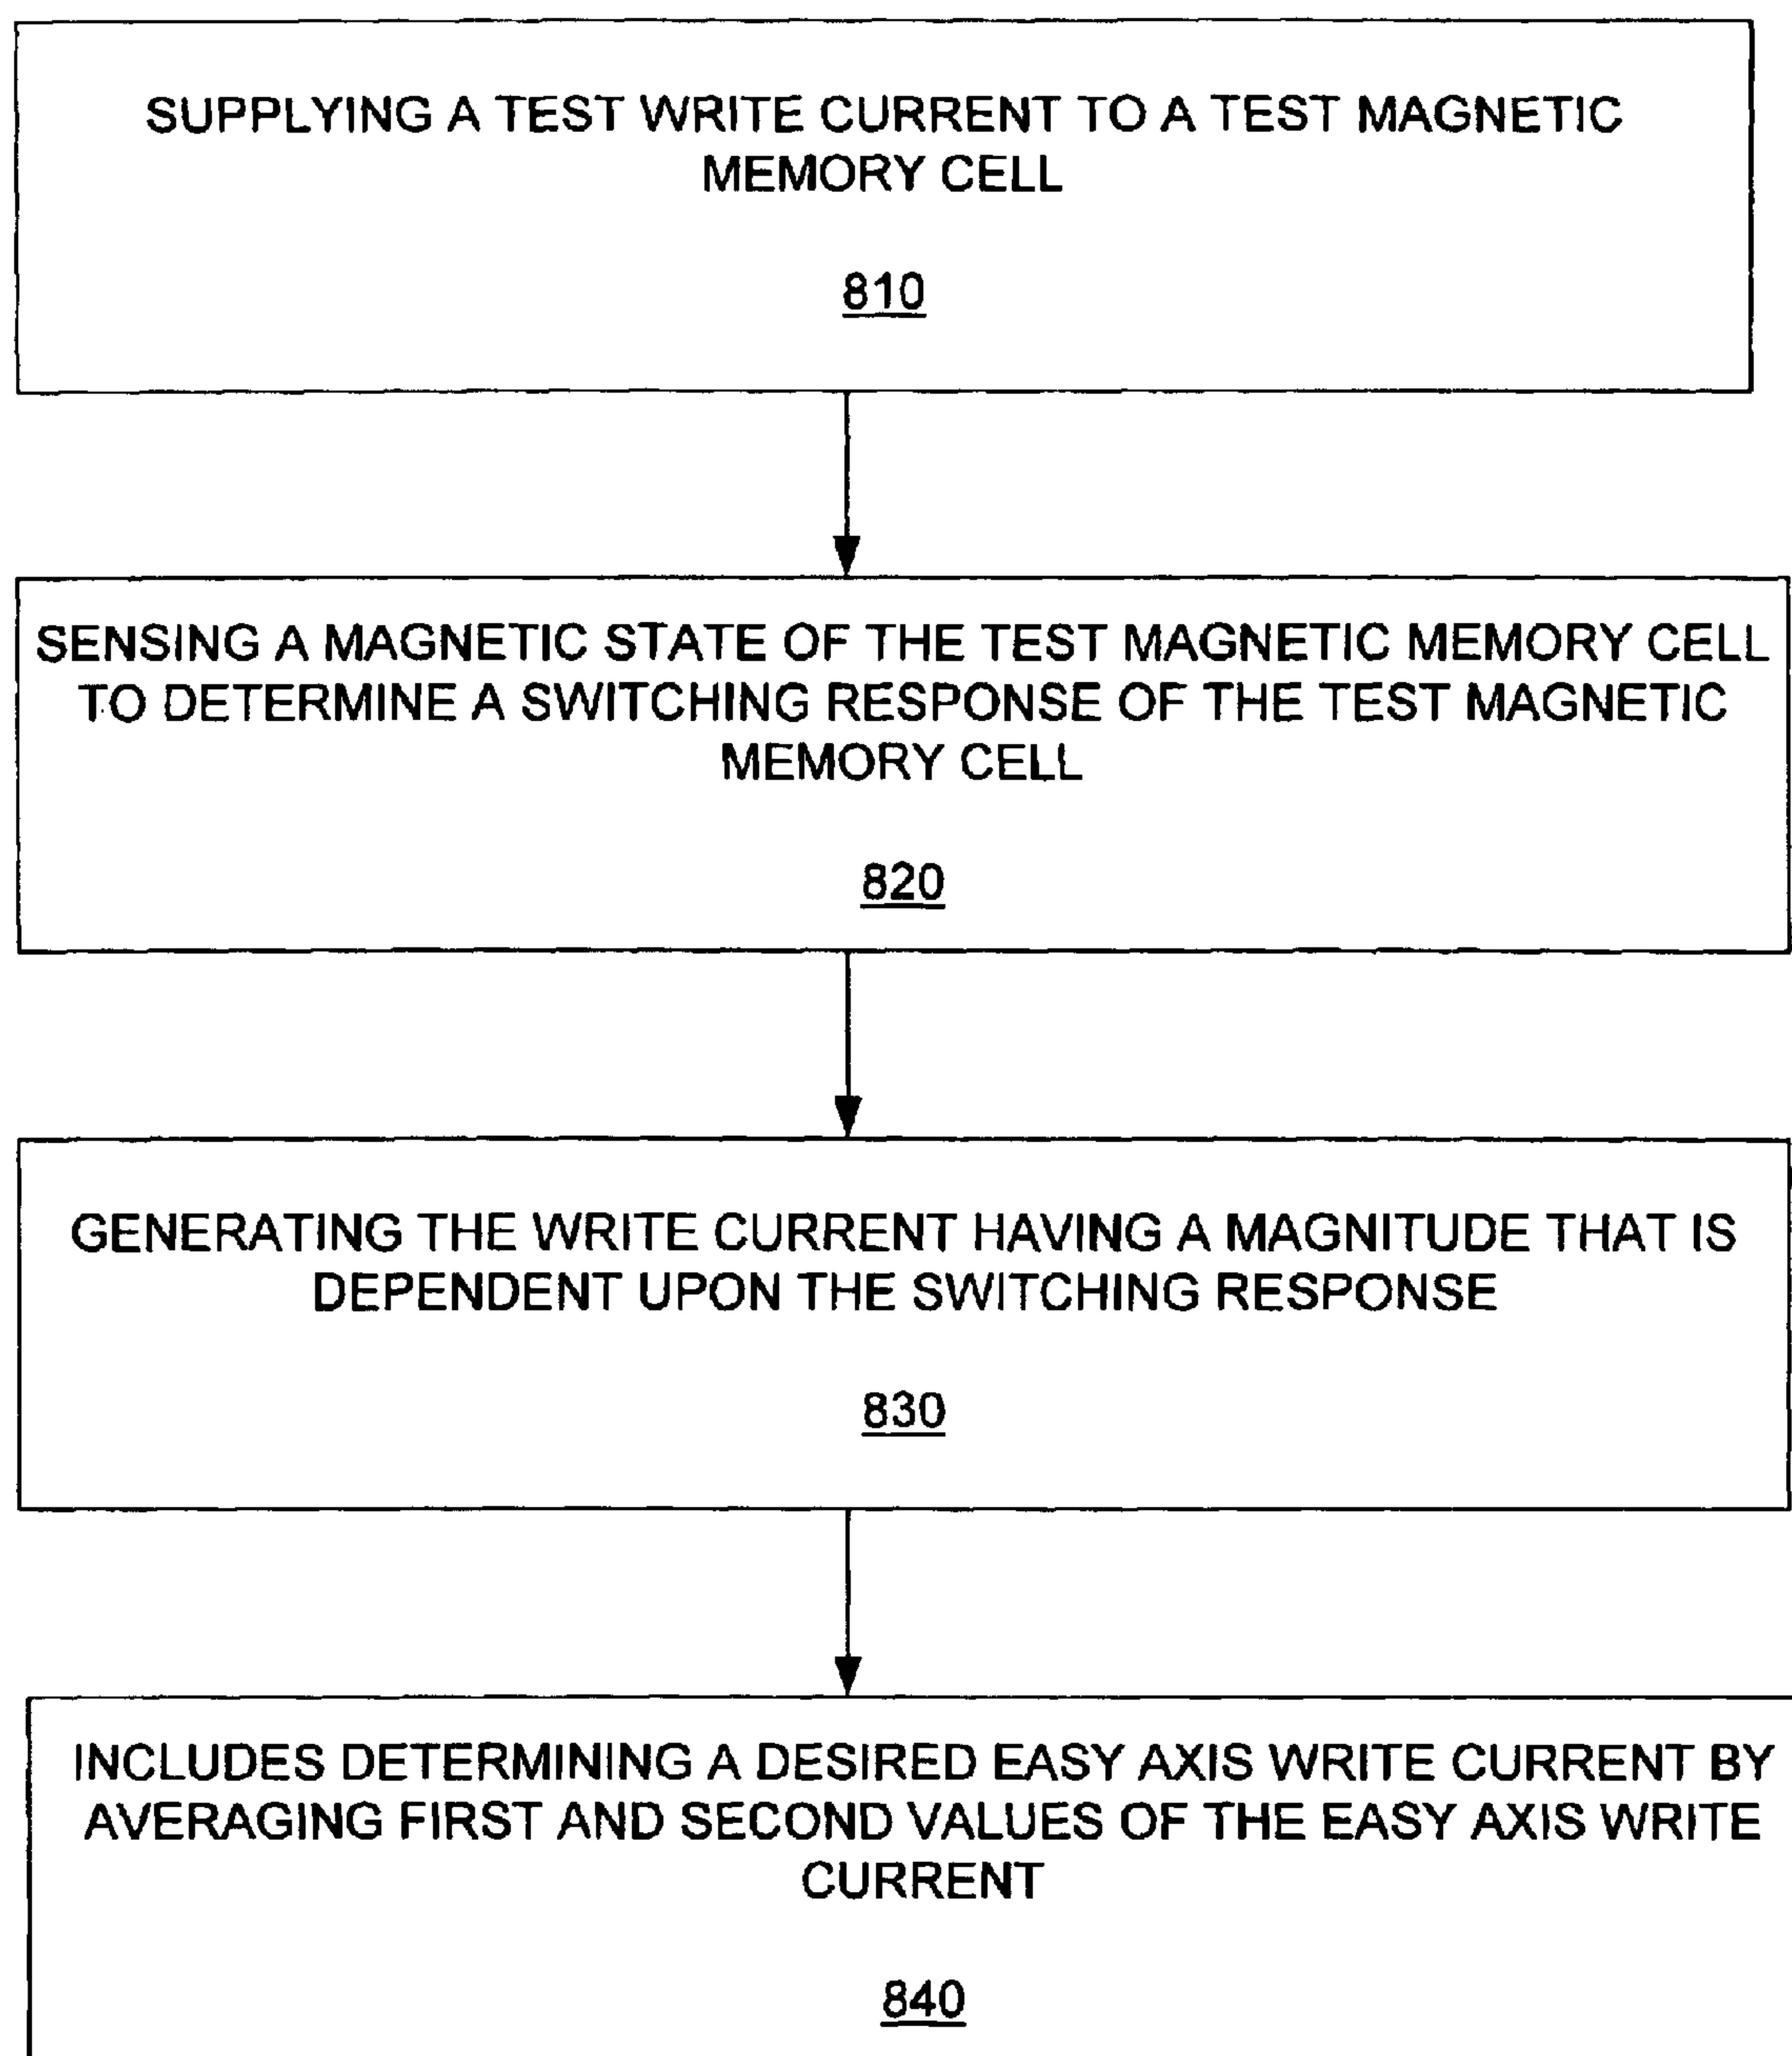 SUPPLYING A TEST WRITE CURRENT TO A TEST MAGNETIC
MEMORY CELL
810
SENSING A MAGNETIC STATE OF THE TEST MAGNETIC MEMORY CELL
TO DETERMINE A SWITCHING RESPONSE OF THE TEST MAGNETIC
MEMORY CELL
820
GENERATING THE WRITE CURRENT HAVING A MAGNITUDE THAT IS
DEPENDENT UPON THE SWITCHING RESPONSE
830
INCLUDES DETERMINING A DESIRED EASY AXIS WRITE CURRENT BY
AVERAGING FIRST AND SECOND VALUES OF THE EASY AXIS WRITE
CURRENT
840